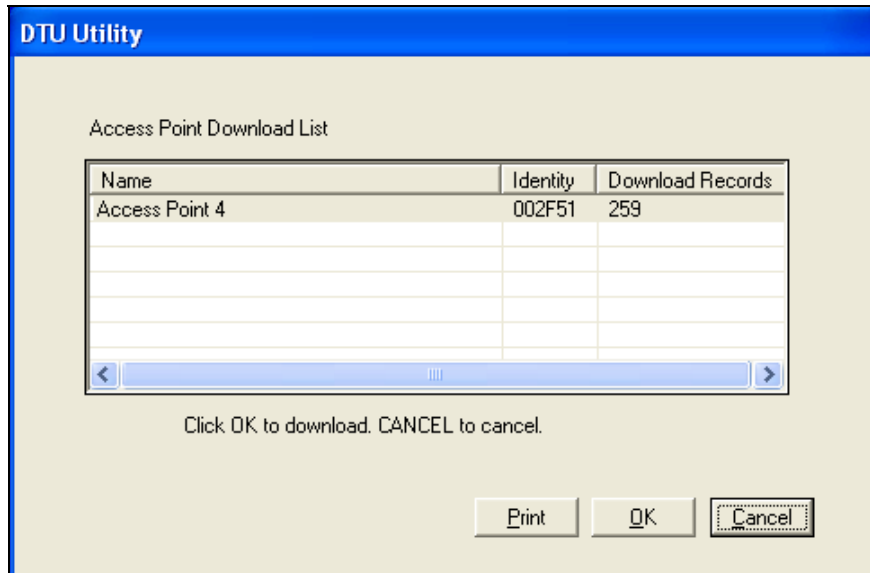 DTU Utility
Access Point Download List
Name Identity Download Records
Access Point 4 002F51 259
Click OK to download. CANCEL to cancel.
Print OK Cancel